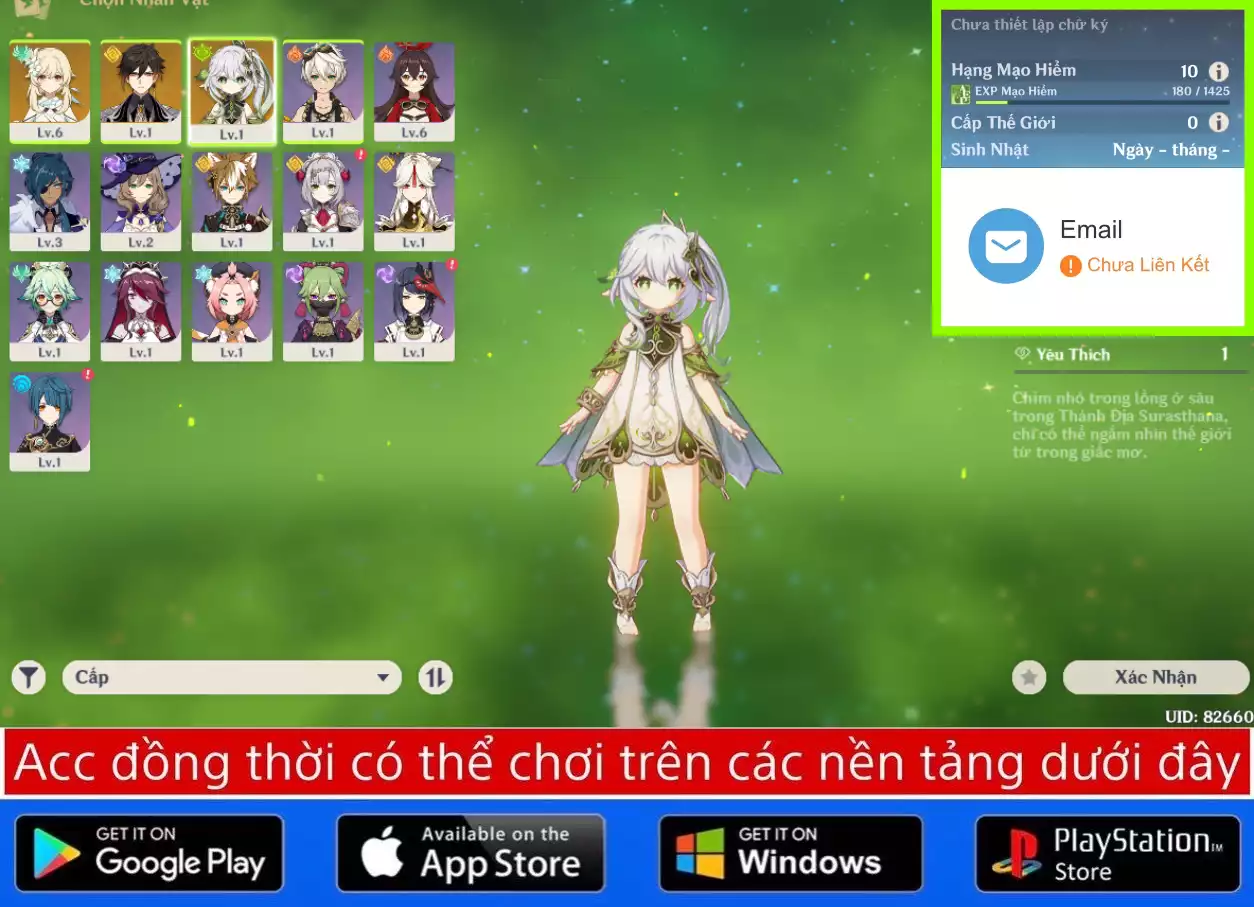 Chọn Nhân Vật
Lv.6
Lv.1
Lv.1
Lv.1
Lv.6
Lv.3
Lv.2
Lv.1
Lv.1
Lv.1
Lv.1
Lv.1
Lv.1
Lv.1
Lv.1
Lv.1
Chưa thiết lập chữ ký
Hạng Mạo Hiểm 10
EXP Mạo Hiểm 180 / 1425
Cấp Thế Giới 0
Sinh Nhật Ngày - tháng -
Email
Chưa Liên Kết
Yêu Thích 1
Chim nhỏ trong lồng ở sâu
trong Thánh Địa Surasthana,
chỉ có thể ngắm nhìn thế giới
từ trong giấc mơ.
Cấp
Xác Nhận
UID: 82660
Acc đồng thời có thể chơi trên các nền tảng dưới đây
GET IT ON
Google Play
Available on the
App Store
GET IT ON
Windows
PlayStation™
Store